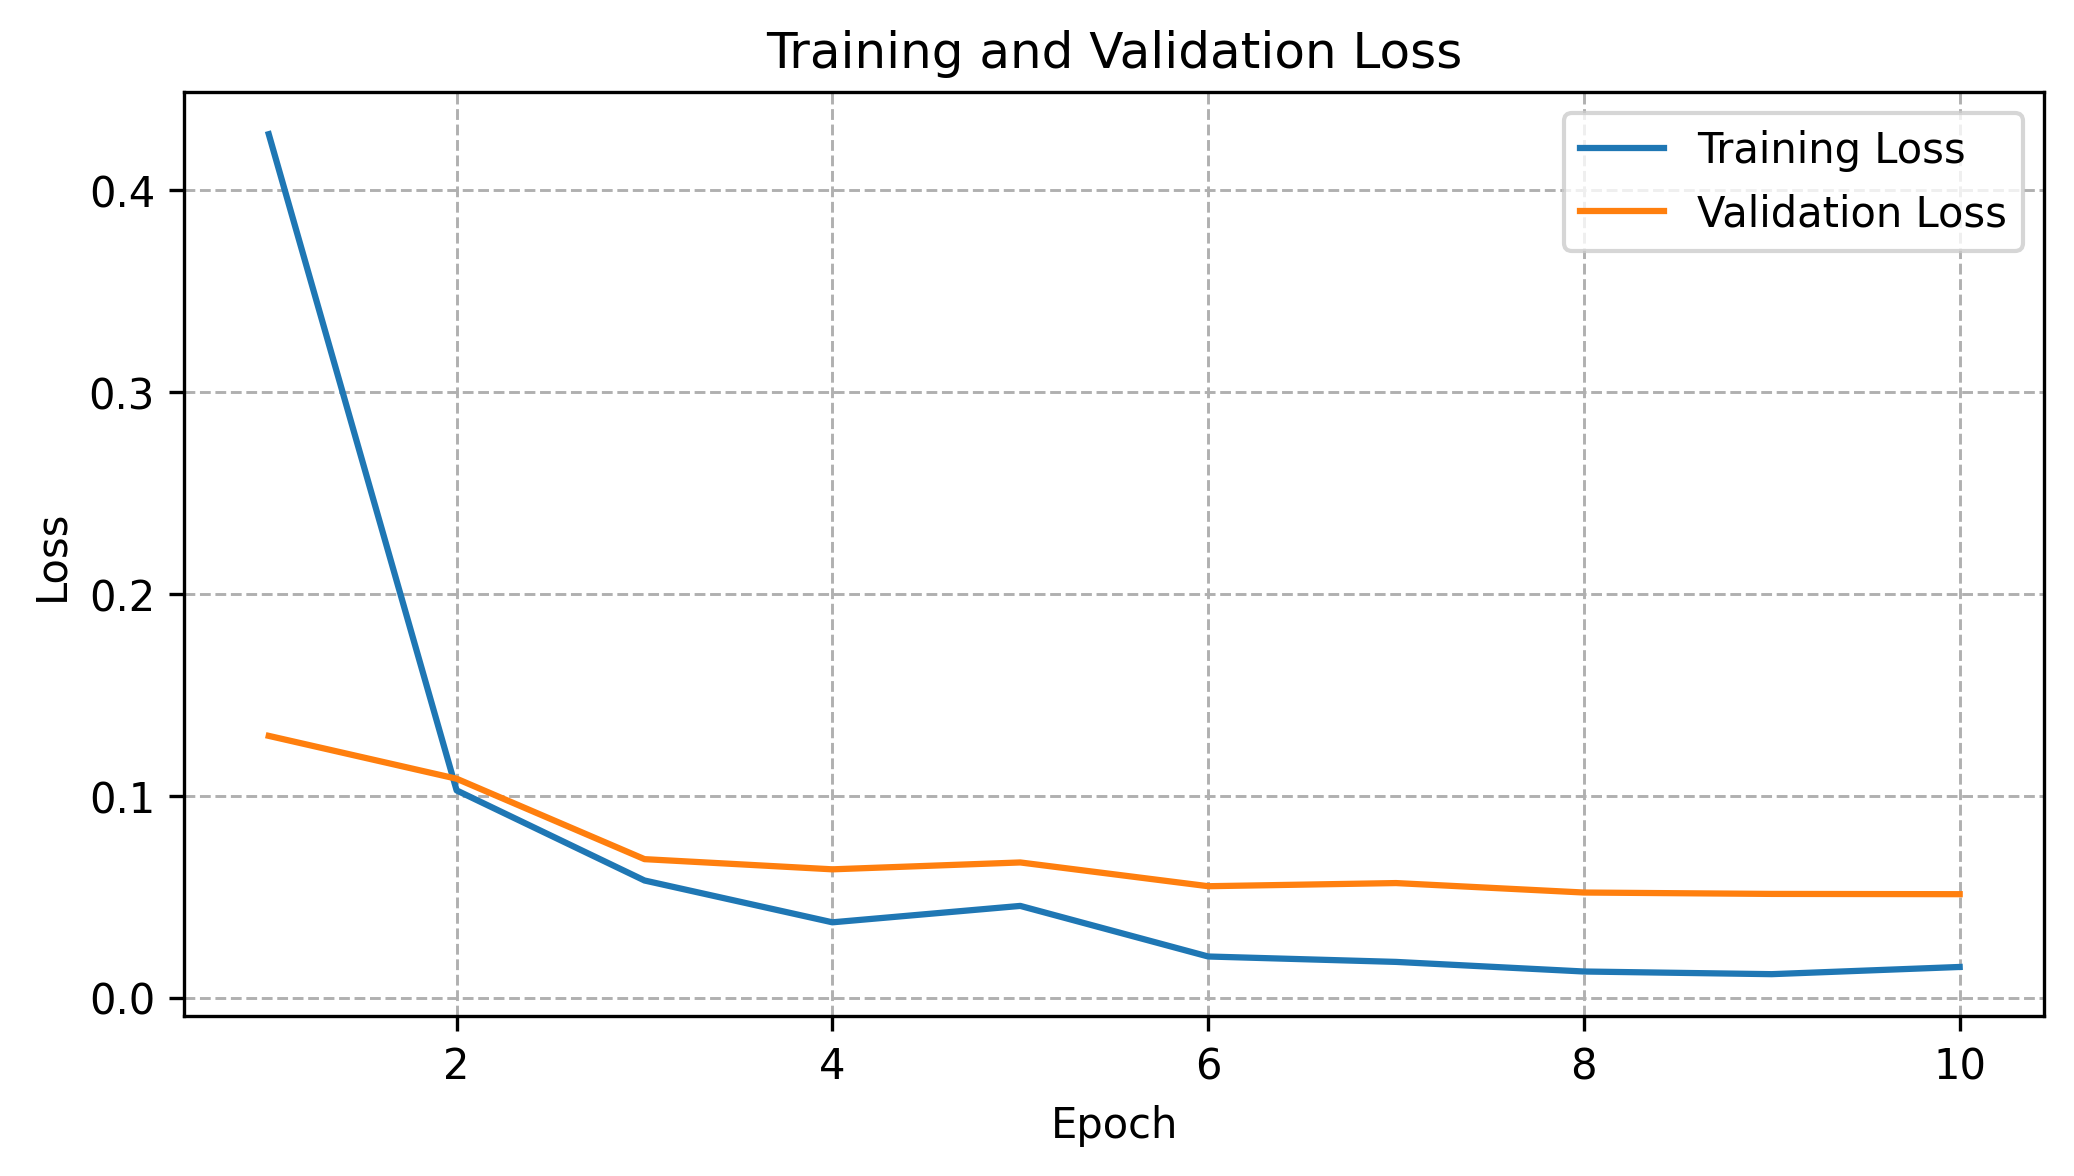 Training and Validation Loss
Training Loss
Validation Loss
0.4
0.3
0.2
0.1
0.0
Loss
2 4 6 8 10
Epoch